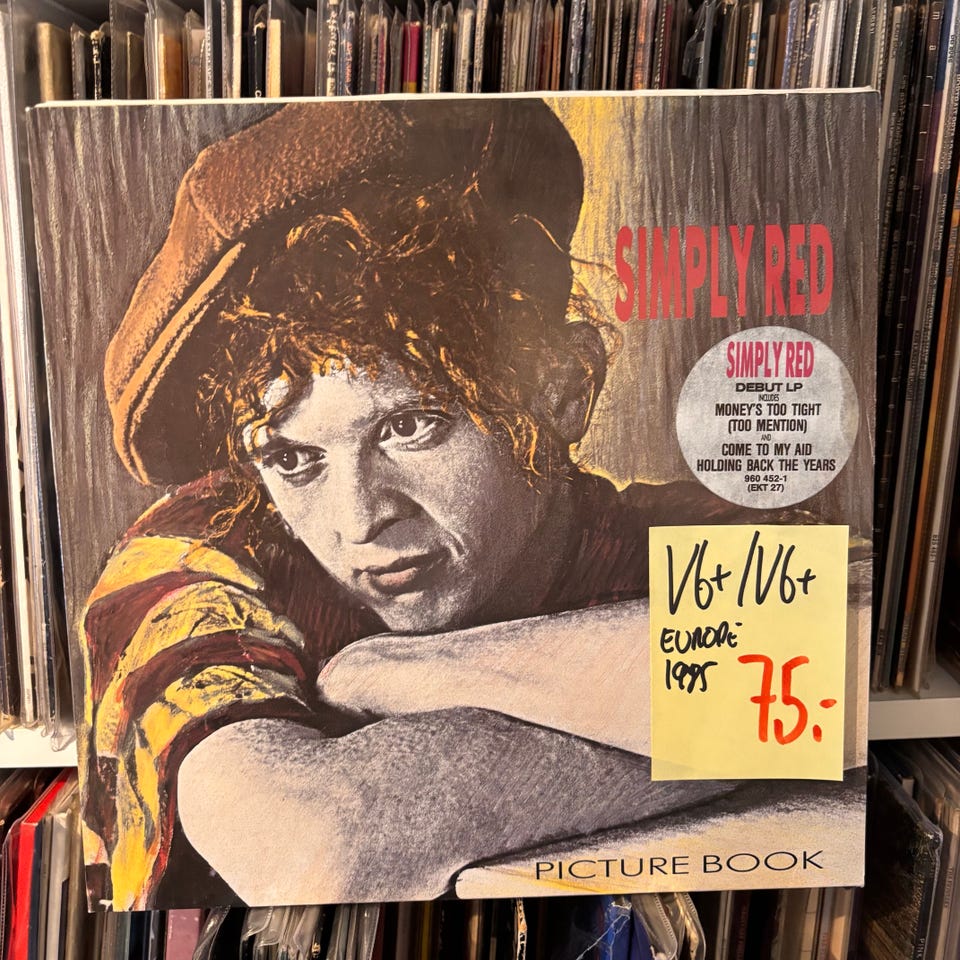 SIMPLY RED
SIMPLY RED
DEBUT LP
INCLUDES
MONEY'S TOO TIGHT
(TOO MENTION)
AND
COME TO MY AID
HOLDING BACK THE YEARS
960 452-1
(EKT 27)
VG+/VG+
EUROPE
1985
75.-
PICTURE BOOK